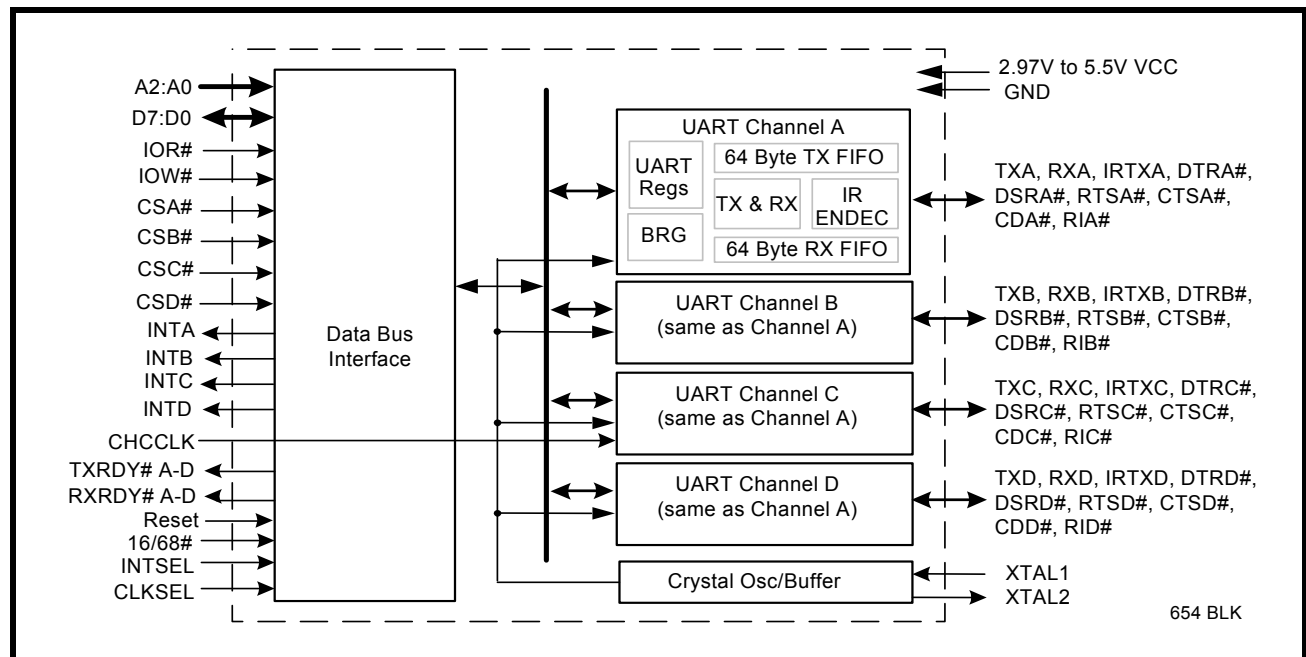 A2:A0
D7:D0
IOR#
IOW#
CSA#
CSB#
CSC#
CSD#
INTA
INTB
INTC
INTD
CHCCLK
TXRDY# A-D
RXRDY# A-D
Reset
16/68#
INTSEL
CLKSEL
Data Bus
Interface
UART Channel A
UART
Regs
BRG
64 Byte TX FIFO
TX & RX
IR
ENDEC
64 Byte RX FIFO
UART Channel B
(same as Channel A)
UART Channel C
(same as Channel A)
UART Channel D
(same as Channel A)
Crystal Osc/Buffer
2.97V to 5.5V VCC
GND
TXA, RXA, IRTXA, DTRA#,
DSRA#, RTSA#, CTSA#,
CDA#, RIA#
TXB, RXB, IRTXB, DTRB#,
DSRB#, RTSB#, CTSB#,
CDB#, RIB#
TXC, RXC, IRTXC, DTRC#,
DSRC#, RTSC#, CTSC#,
CDC#, RIC#
TXD, RXD, IRTXD, DTRD#,
DSRD#, RTSD#, CTSD#,
CDD#, RID#
XTAL1
XTAL2
654 BLK